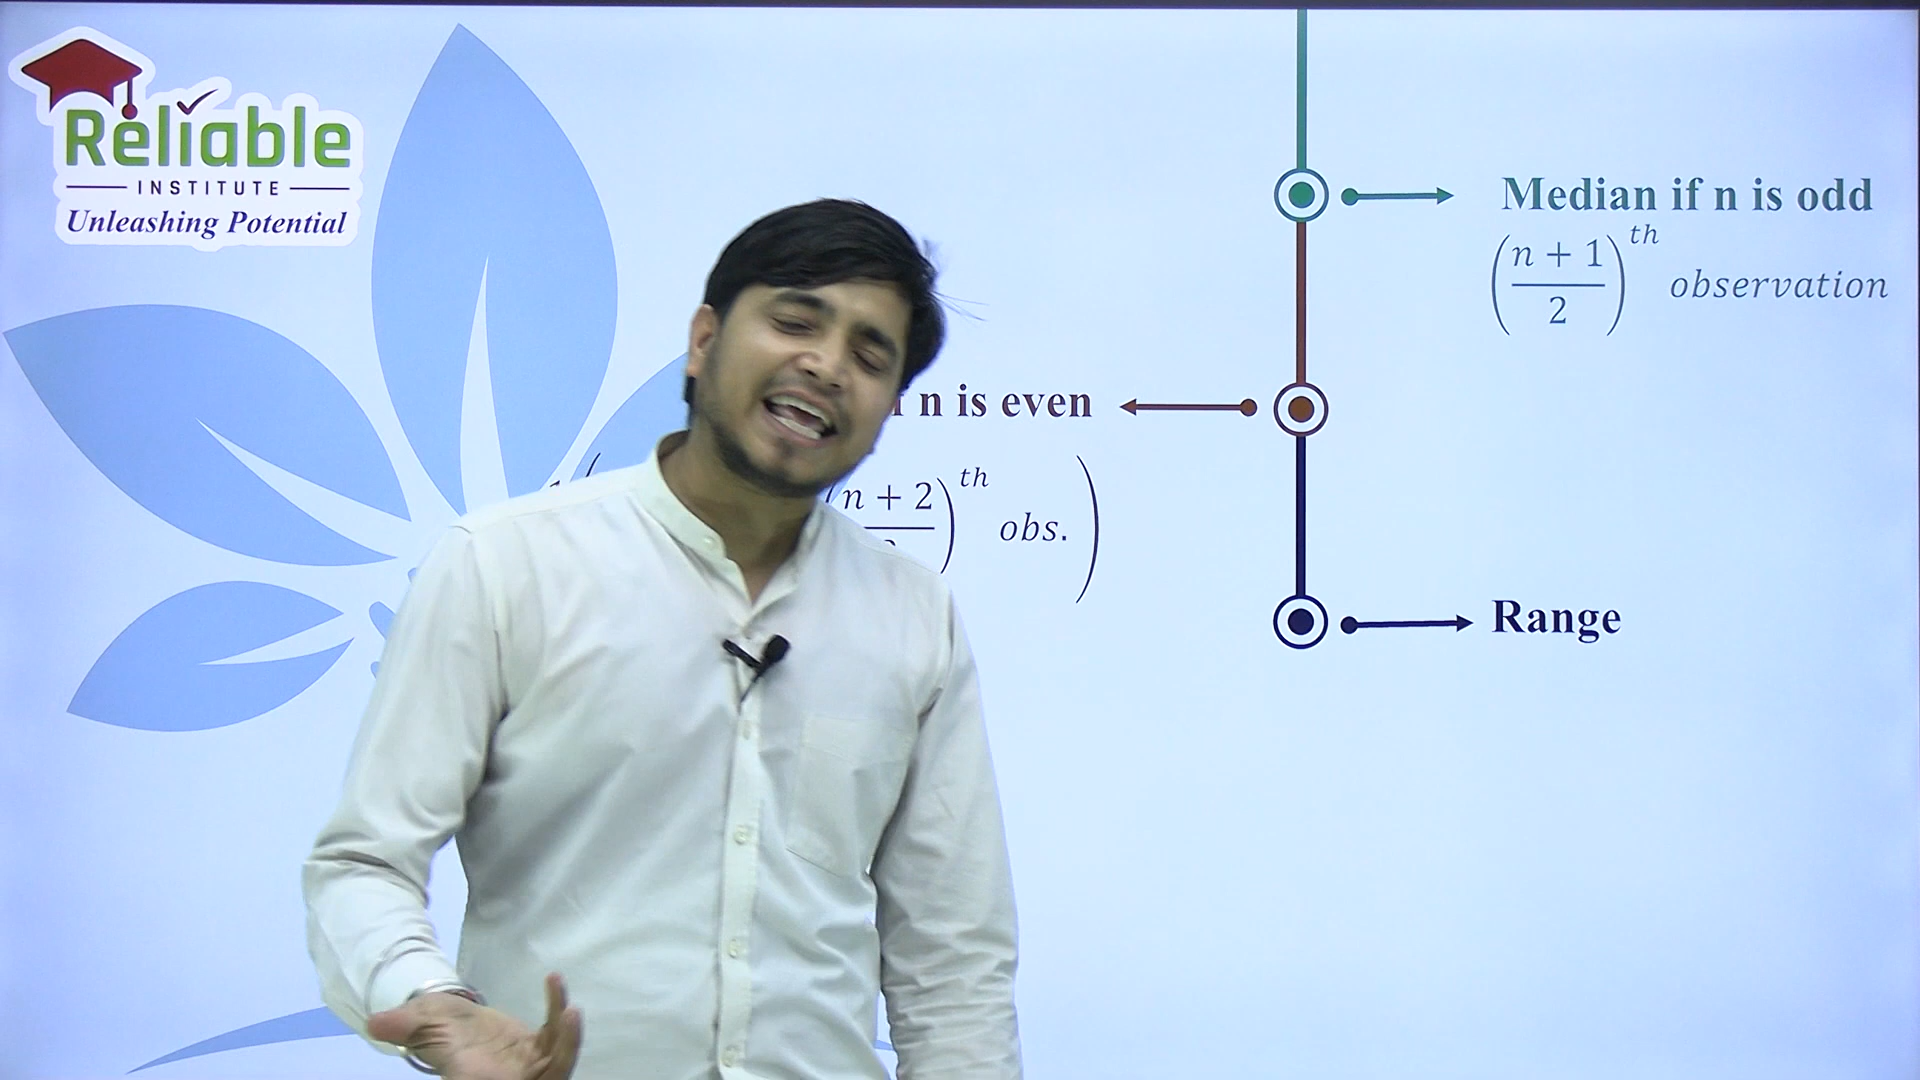 Reliable
INSTITUTE
Unleashing Potential
Median if n is odd
(n + 1 / 2)^th observation
n is even
(n + 2)^th obs.)
Range